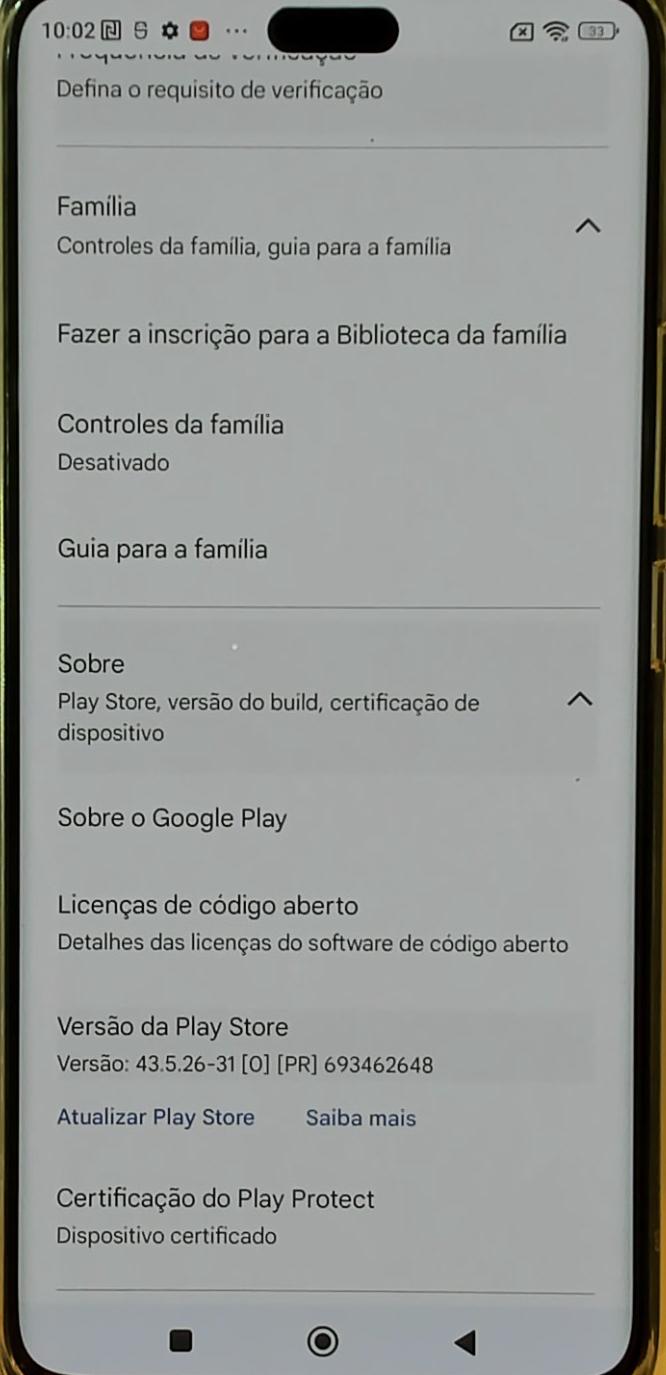 10:02
33
Frequência de verificação
Defina o requisito de verificação
Família
Controles da família, guia para a família
Fazer a inscrição para a Biblioteca da família
Controles da família
Desativado
Guia para a família
Sobre
Play Store, versão do build, certificação de
dispositivo
Sobre o Google Play
Licenças de código aberto
Detalhes das licenças do software de código aberto
Versão da Play Store
Versão: 43.5.26-31 [0] [PR] 693462648
Atualizar Play Store
Saiba mais
Certificação do Play Protect
Dispositivo certificado